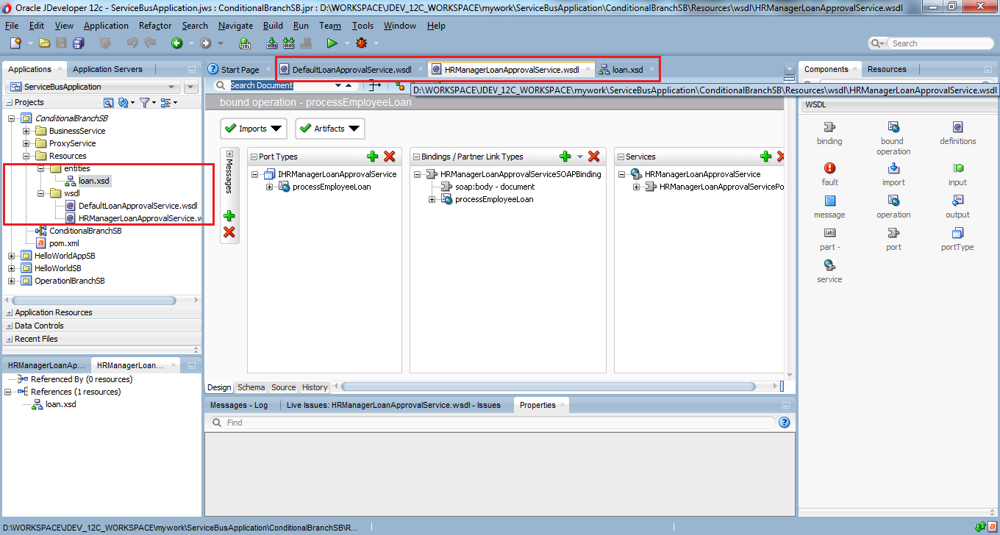 Oracle JDeveloper 12c - ServiceBusApplication.jws : ConditionalBranchSB.jpr : D:\WORKSPACE\JDEV_12C_WORKSPACE\mywork\ServiceBusApplication\ConditionalBranchSB\Resources\wsdl\HRManagerLoanApprovalService.wsdl
File Edit View Application Refactor Search Navigate Build Run Team Tools Window Help
Search
Applications Application Servers
Start Page DefaultLoanApprovalService.wsdl HRManagerLoanApprovalService.wsdl loan.xsd
Components Resources
ServiceBusApplication
Search Document
D:\WORKSPACE\JDEV_12C_WORKSPACE\mywork\ServiceBusApplication\ConditionalBranchSB\Resources\wsdl\HRManagerLoanApprovalService.wsdl
Projects
bound operation - processEmployeeLoan
WSDL
ConditionalBranchSB
BusinessService
ProxyService
Resources
entities
loan.xsd
wsdl
DefaultLoanApprovalService.wsdl
HRManagerLoanApprovalService.w
ConditionalBranchSB
pom.xml
HelloWorldAppSB
HelloWorldSB
OperationlBranchSB
Application Resources
Data Controls
Recent Files
Imports Artifacts
Messages
Port Types
IHRManagerLoanApprovalService
processEmployeeLoan
Bindings / Partner Link Types
HRManagerLoanApprovalServiceSOAPBinding
soap:body - document
processEmployeeLoan
Services
HRManagerLoanApprovalService
HRManagerLoanApprovalServicePo
binding
bound operation
definitions
fault
import
input
message
operation
output
part -
port
portType
service
HRManagerLoanAp... HRManagerLoan...
Referenced By (0 resources)
References (1 resources)
loan.xsd
Design Schema Source History
Messages - Log Live Issues: HRManagerLoanApprovalService.wsdl - Issues Properties
Find
D:\WORKSPACE\JDEV_12C_WORKSPACE\mywork\ServiceBusApplication\ConditionalBranchSB\R...